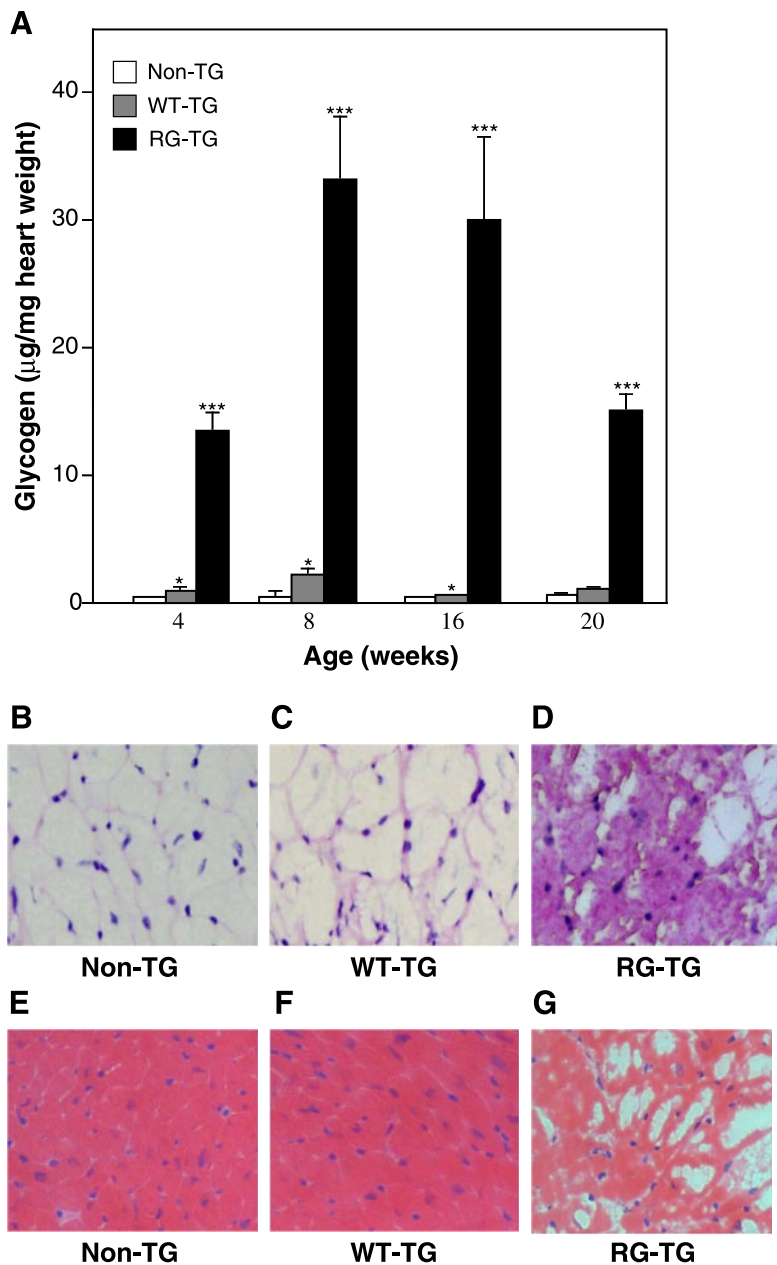 A
Glycogen (µg/mg heart weight)
40
30
20
10
0
Non-TG
WT-TG
RG-TG
*
***
*
***
*
***
***
4 8 16 20
Age (weeks)
B C D
Non-TG WT-TG RG-TG
E F G
Non-TG WT-TG RG-TG